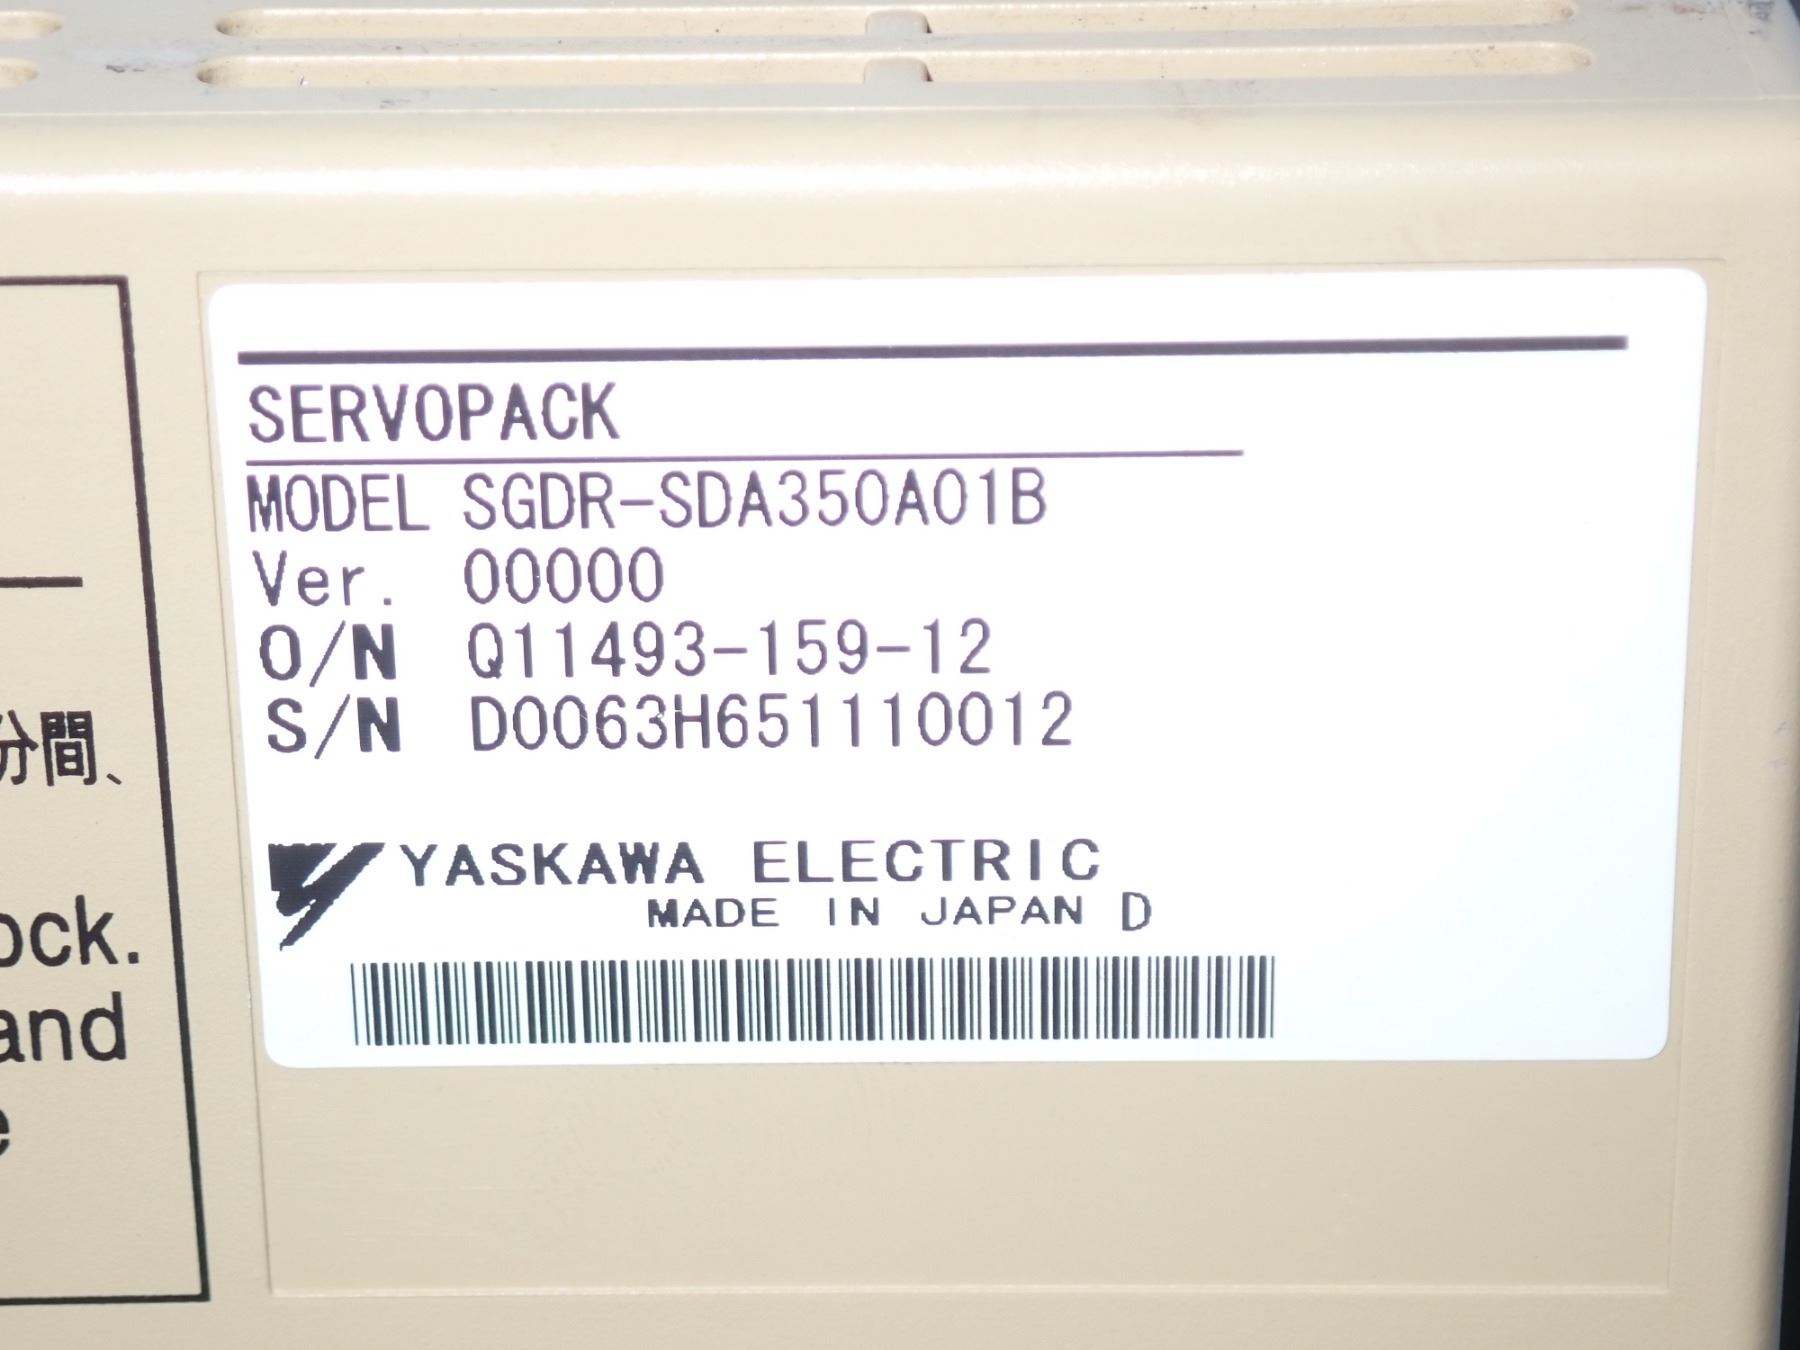 SERVOPACK
MODEL SGDR-SDA350A01B
Ver. 00000
O/N Q11493-159-12
S/N D0063H651110012
YASKAWA ELECTRIC
MADE IN JAPAN D
分間、
ock.
and
e